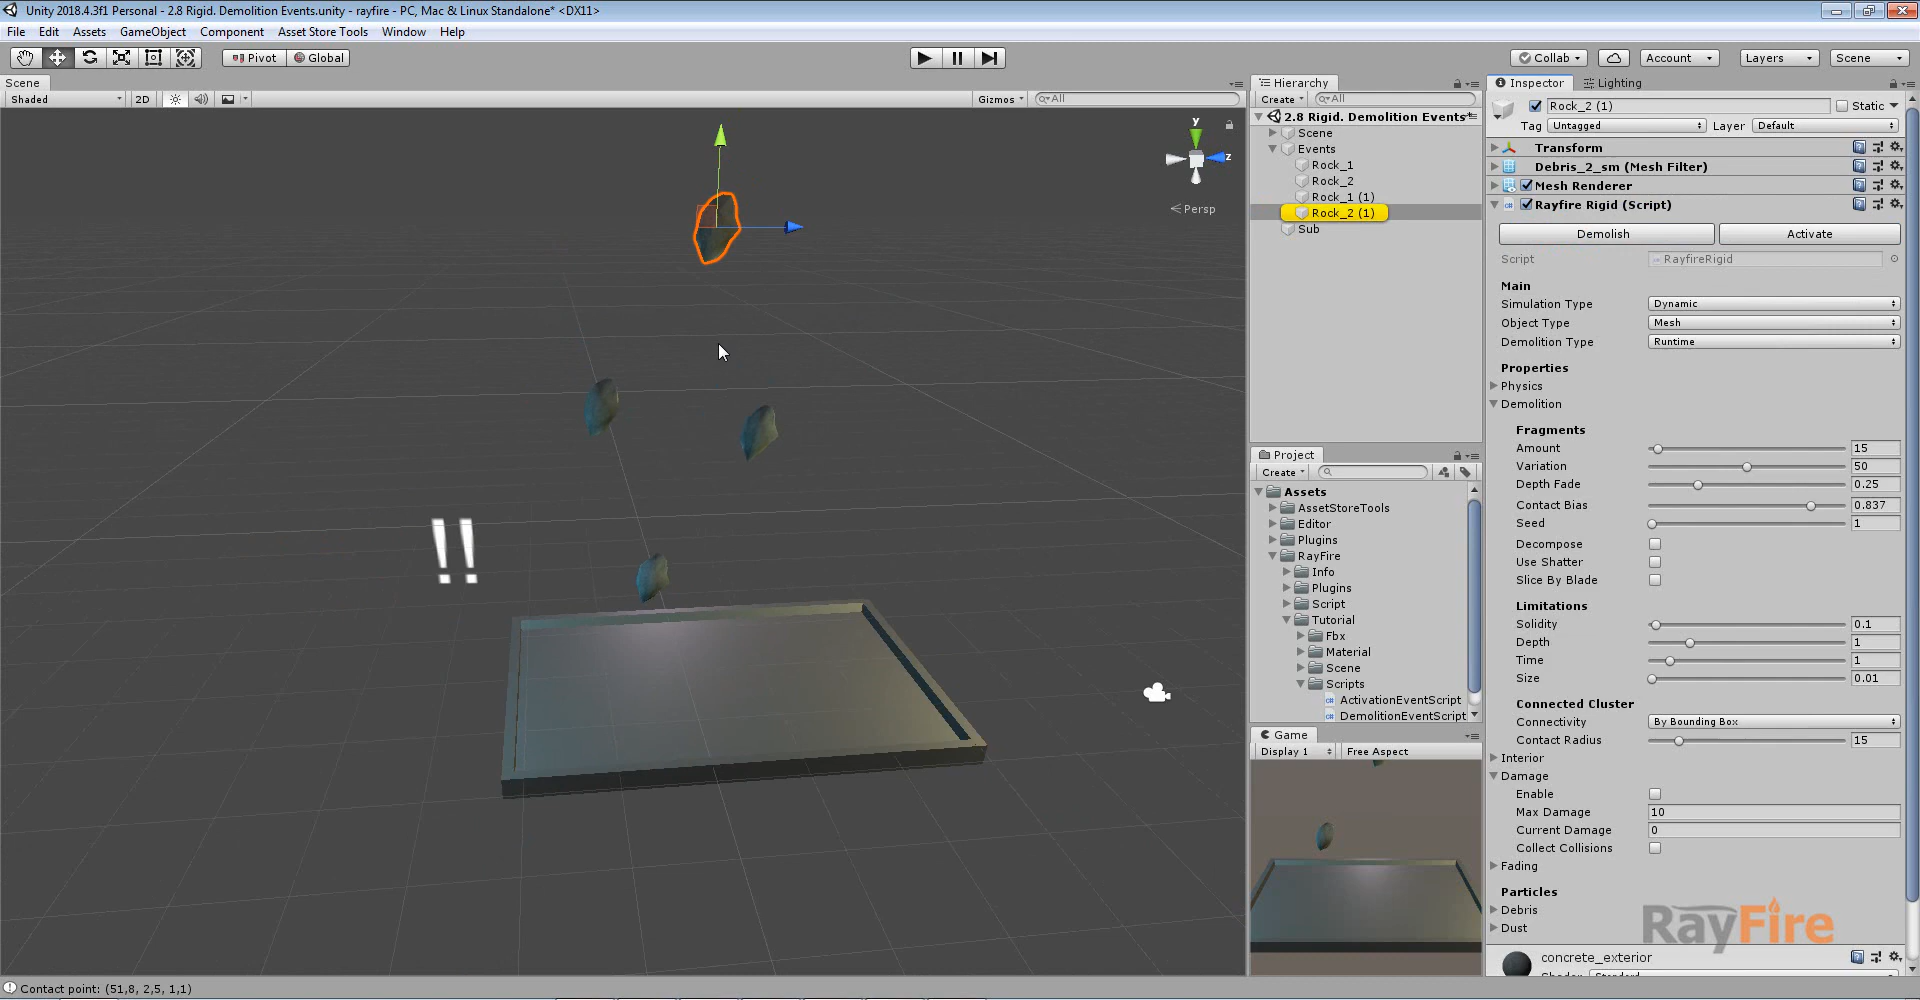 Unity 2018.4.3f1 Personal - 2.8 Rigid. Demolition Events.unity - rayfire - PC, Mac & Linux Standalone* <DX11>
File Edit Assets GameObject Component Asset Store Tools Window Help
Pivot Global Collab Account Layers Scene
Scene
Shaded 2D Gizmos All
y
z
Persp
!!
Hierarchy
Create All
2.8 Rigid. Demolition Events*
Scene
Events
Rock_1
Rock_2
Rock_1 (1)
Rock_2 (1)
Sub
Project
Create
Assets
AssetStoreTools
Editor
Plugins
RayFire
Info
Plugins
Script
Tutorial
Fbx
Material
Scene
Scripts
ActivationEventScript
DemolitionEventScript
Game
Display 1 Free Aspect
Inspector Lighting
Rock_2 (1) Static
Tag Untagged Layer Default
Transform
Debris_2_sm (Mesh Filter)
Mesh Renderer
Rayfire Rigid (Script)
Demolish Activate
Script RayfireRigid
Main
Simulation Type Dynamic
Object Type Mesh
Demolition Type Runtime
Properties
Physics
Demolition
Fragments
Amount 15
Variation 50
Depth Fade 0.25
Contact Bias 0.837
Seed 1
Decompose
Use Shatter
Slice By Blade
Limitations
Solidity 0.1
Depth 1
Time 1
Size 0.01
Connected Cluster
Connectivity By Bounding Box
Contact Radius 15
Interior
Damage
Enable
Max Damage 10
Current Damage 0
Collect Collisions
Fading
Particles
Debris
Dust
RayFire
concrete_exterior
Shader Standard
Contact point: (51,8, 2,5, 1,1)